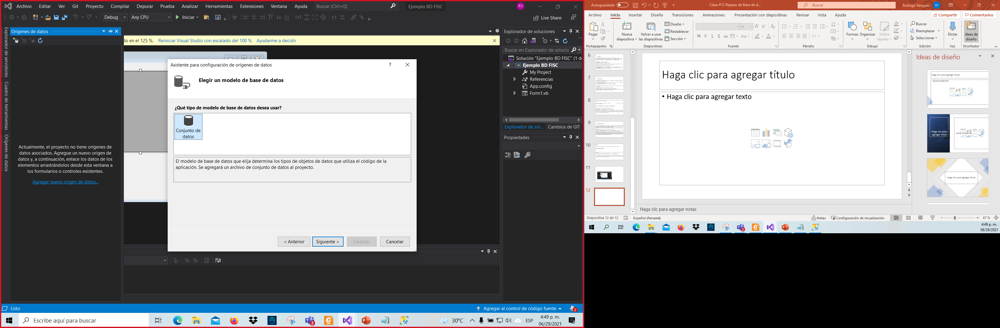 Archivo Editar Ver Git Proyecto Compilar Depurar Prueba Analizar Herramientas Extensiones Ventana Ayuda Buscar (Ctrl+Q) Ejemplo BD FISC RY
Debug Any CPU Iniciar Live Share
Explorador de servidores
Cuadro de herramientas
Orígenes de datos
Orígenes de datos
do en el 125 %. Reiniciar Visual Studio con escalado del 100 % Ayudarme a decidir
Actualmente, el proyecto no tiene orígenes de
datos asociados. Agregue un nuevo origen de
datos y, a continuación, enlace los datos de los
elementos arrastrándolos desde esta ventana a
los formularios o controles existentes.
Agregar nuevo origen de datos...
Asistente para configuración de orígenes de datos ?
Elegir un modelo de base de datos
¿Qué tipo de modelo de base de datos desea usar?
Conjunto de
datos
El modelo de base de datos que elija determina los tipos de objetos de datos que utiliza el código de la
aplicación. Se agregará un archivo de conjunto de datos al proyecto.
< Anterior Siguiente > Finalizar Cancelar
Explorador de soluciones
Buscar en Explorador de solucio
Solución "Ejemplo BD FISC" (1 de
VB Ejemplo BD FISC
My Project
Referencias
App.config
Form1.vb
Explorador de sol... Cambios de GIT
Propiedades
Listo Agregar al control de código fuente 3
Escribe aquí para buscar 2 30°C ESP 4:49 p. m.
06/29/2021
Autoguardado Clase #12 Repaso de Base de d... Buscar Rodrigo Yanguez RY
Archivo Inicio Insertar Diseño Transiciones Animaciones Presentación con diapositivas Revisar Vista Ayuda Compartir Comentarios
Pegar
Portapapeles
Nueva
diapositiva
Volver a usar
las diapositivas
Diseño
Restablecer
Sección
Diapositivas
44
N K S S ab AV Aa A
Fuente
Párrafo
Formas Organizar Estilos
rápidos
Dibujo
Buscar
Reemplazar
Seleccionar
Edición
Dictar
Voz
Ideas de
diseño
Diseñador
6
7
8
9
10
11
12
Haga clic para agregar título
• Haga clic para agregar texto
Haga clic para agregar notas
Ideas de diseño
Haga clic para agregar título
Haga clic para agregar texto
Haga clic para
agregar título
Haga clic para agregar título
Diapositiva 12 de 12 Español (Panamá) Notas Configuración de visualización 67 %
2 4:49 p. m.
06/29/2021